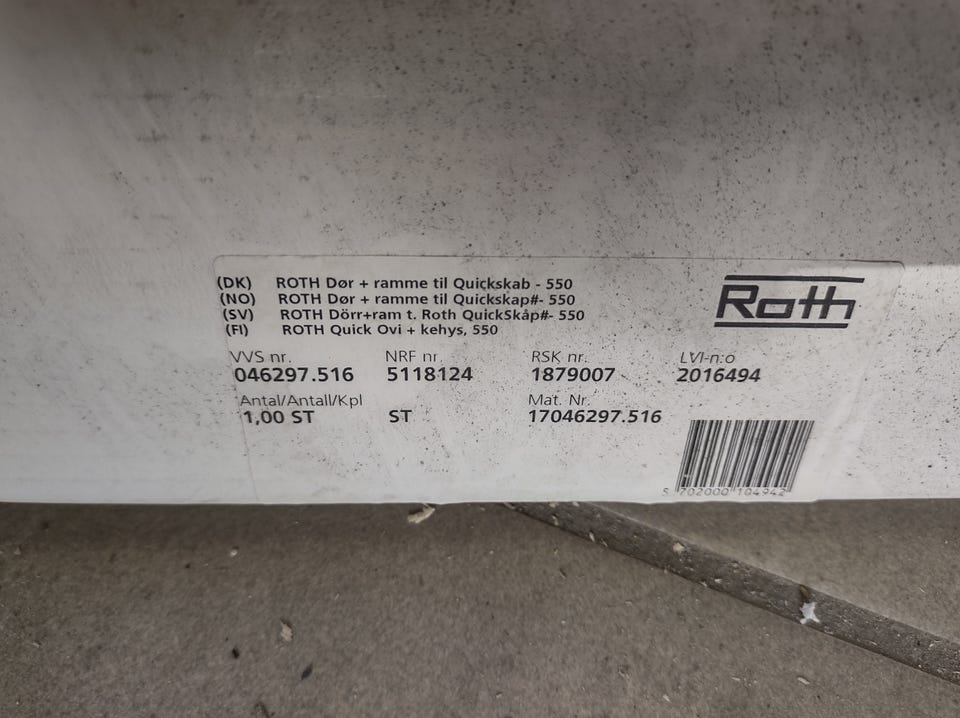 (DK) ROTH Dør + ramme til Quickskab - 550
(NO) ROTH Dør + ramme til Quickskap#- 550
(SV) ROTH Dörr+ram t. Roth QuickSkåp#- 550
(FI) ROTH Quick Ovi + kehys, 550
Roth
VVS nr. NRF nr. RSK nr. LVI-n:o
046297.516 5118124 1879007 2016494
Antal/Antall/Kpl Mat. Nr.
1,00 ST ST 17046297.516
5 702000 104942